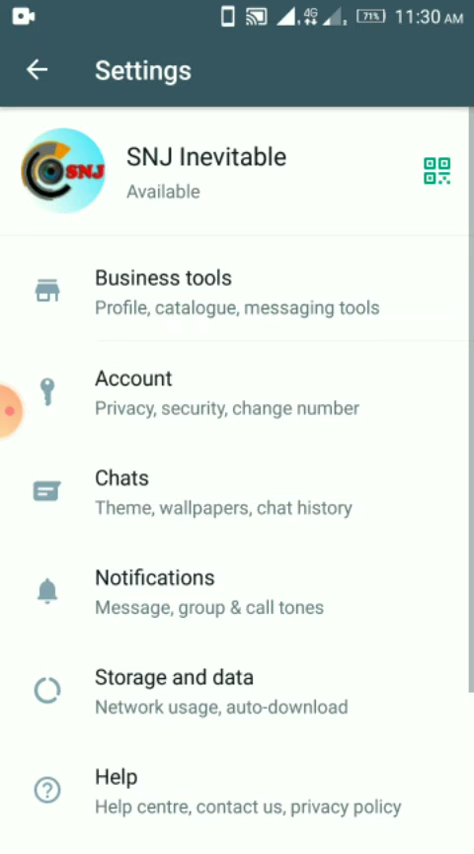 4G 71% 11:30 AM
Settings
SNJ
SNJ Inevitable
Available
Business tools
Profile, catalogue, messaging tools
Account
Privacy, security, change number
Chats
Theme, wallpapers, chat history
Notifications
Message, group & call tones
Storage and data
Network usage, auto-download
Help
Help centre, contact us, privacy policy